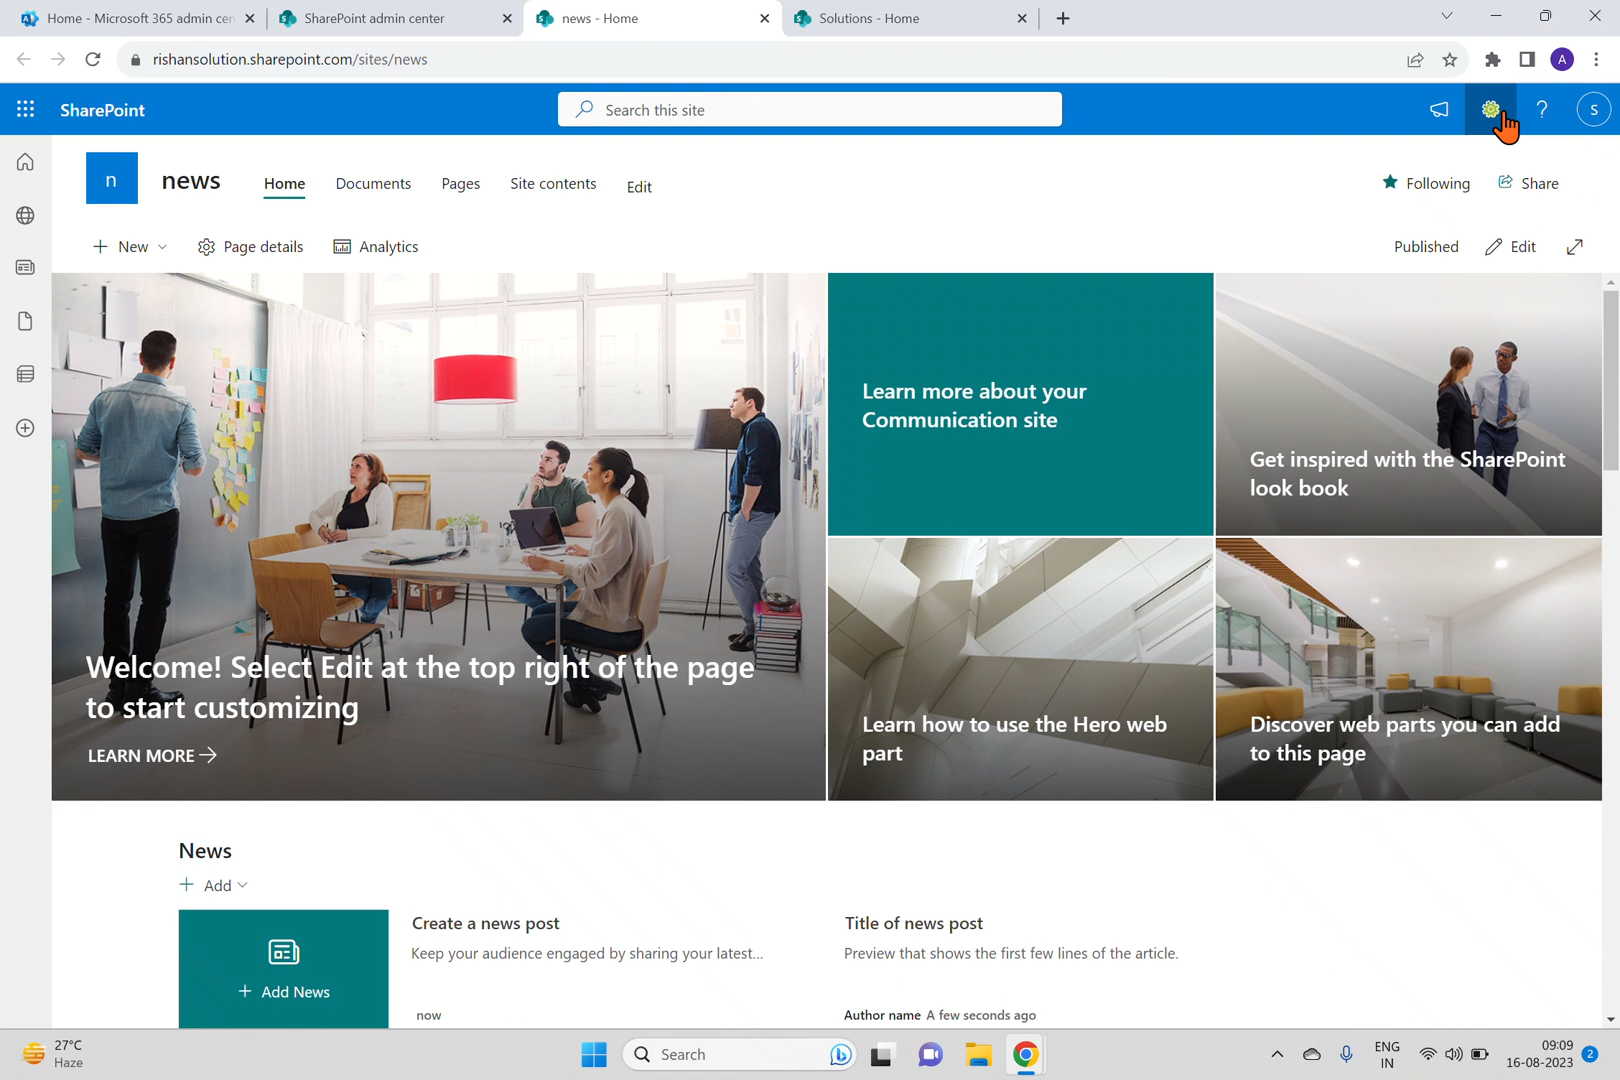 Home - Microsoft 365 admin cen
SharePoint admin center
news - Home
Solutions - Home
rishansolution.sharepoint.com/sites/news
A
SharePoint
Search this site
?
S
n
news
Home
Documents
Pages
Site contents
Edit
Following
Share
New
Page details
Analytics
Published
Edit
Welcome! Select Edit at the top right of the page
to start customizing
LEARN MORE
Learn more about your
Communication site
Get inspired with the SharePoint
look book
Learn how to use the Hero web
part
Discover web parts you can add
to this page
News
Add
Add News
Create a news post
Keep your audience engaged by sharing your latest...
now
Title of news post
Preview that shows the first few lines of the article.
Author name A few seconds ago
27°C
Haze
Search
ENG
IN
09:09
16-08-2023
2